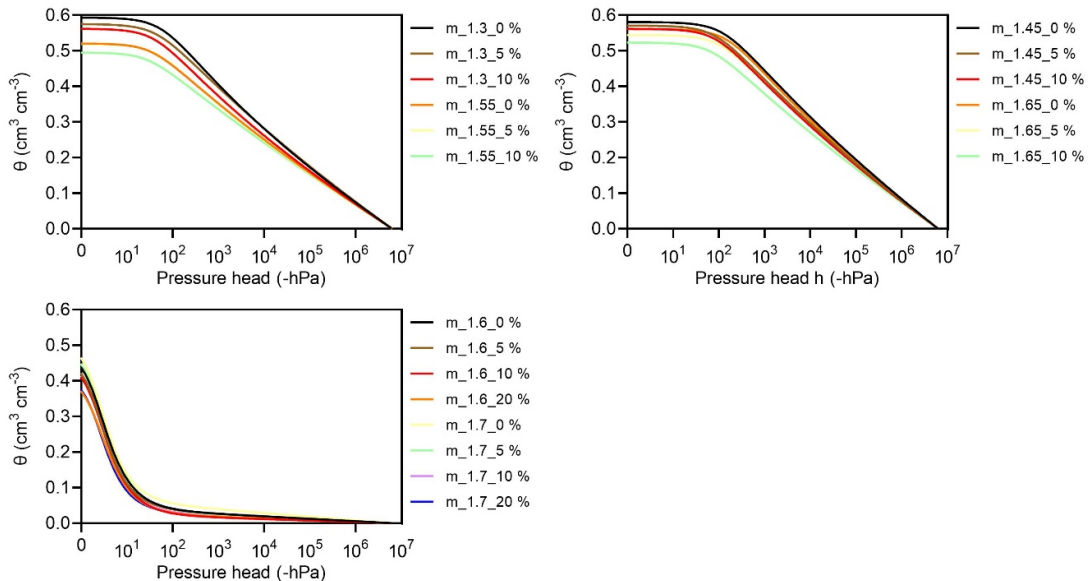 0.6
0.5
0.4
0.3
0.2
0.1
0.0
θ (cm³ cm⁻³)
0 10¹ 10² 10³ 10⁴ 10⁵ 10⁶ 10⁷
Pressure head (-hPa)
m_1.3_0 %
m_1.3_5 %
m_1.3_10 %
m_1.55_0 %
m_1.55_5 %
m_1.55_10 %
0.6
0.5
0.4
0.3
0.2
0.1
0.0
θ (cm³ cm⁻³)
0 10¹ 10² 10³ 10⁴ 10⁵ 10⁶ 10⁷
Pressure head h (-hPa)
m_1.45_0 %
m_1.45_5 %
m_1.45_10 %
m_1.65_0 %
m_1.65_5 %
m_1.65_10 %
0.6
0.5
0.4
0.3
0.2
0.1
0.0
θ (cm³ cm⁻³)
0 10¹ 10² 10³ 10⁴ 10⁵ 10⁶ 10⁷
Pressure head (-hPa)
m_1.6_0 %
m_1.6_5 %
m_1.6_10 %
m_1.6_20 %
m_1.7_0 %
m_1.7_5 %
m_1.7_10 %
m_1.7_20 %